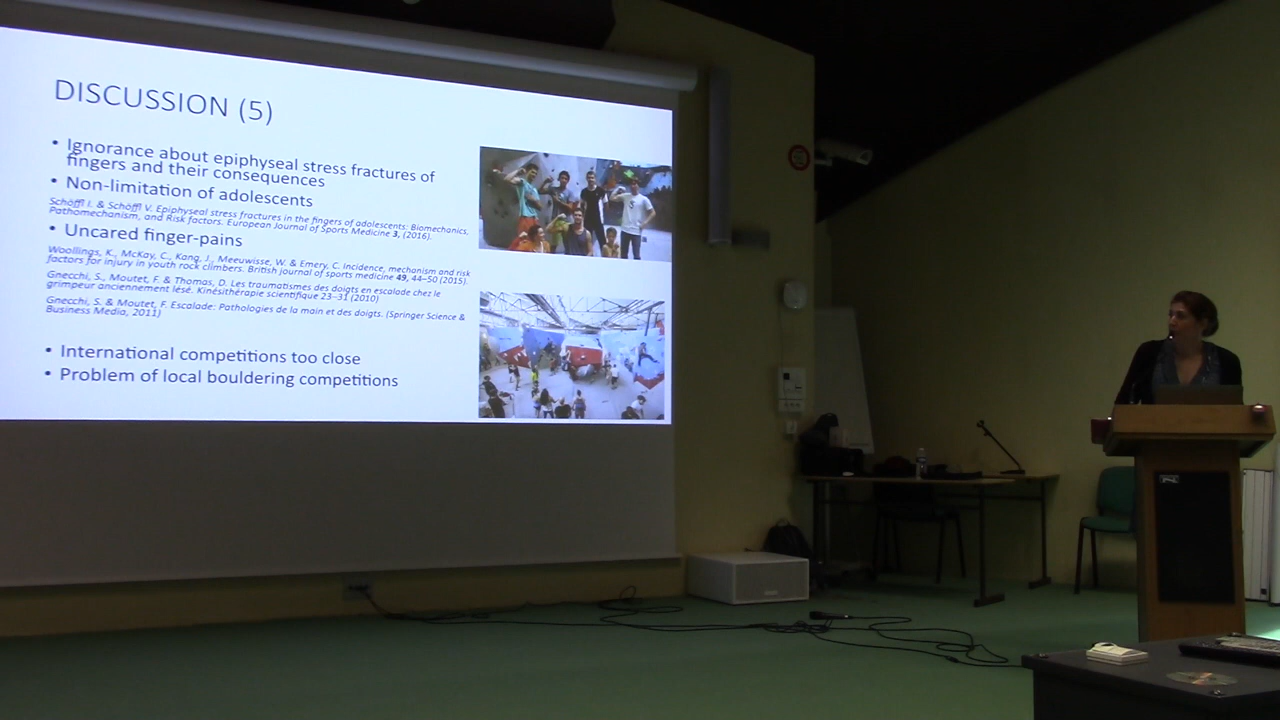 DISCUSSION (5)
• Ignorance about epiphyseal stress fractures of
fingers and their consequences
• Non-limitation of adolescents
Schöffl I. & Schöffl V. Epiphyseal stress fractures in the fingers of adolescents: Biomechanics,
Pathomechanism, and Risk factors. European Journal of Sports Medicine 3, (2016).
• Uncared finger-pains
Woollings, K., McKay, C., Kang, J., Meeuwisse, W. & Emery, C. Incidence, mechanism and risk
factors for injury in youth rock climbers. British journal of sports medicine 49, 44–50 (2015).
Gnecchi, S., Moutet, F. & Thomas, D. Les traumatismes des doigts en escalade chez le
grimpeur anciennement lésé. Kinésithérapie scientifique 23–31 (2010)
Gnecchi, S. & Moutet, F. Escalade: Pathologies de la main et des doigts. (Springer Science &
Business Media, 2011)
• International competitions too close
• Problem of local bouldering competitions